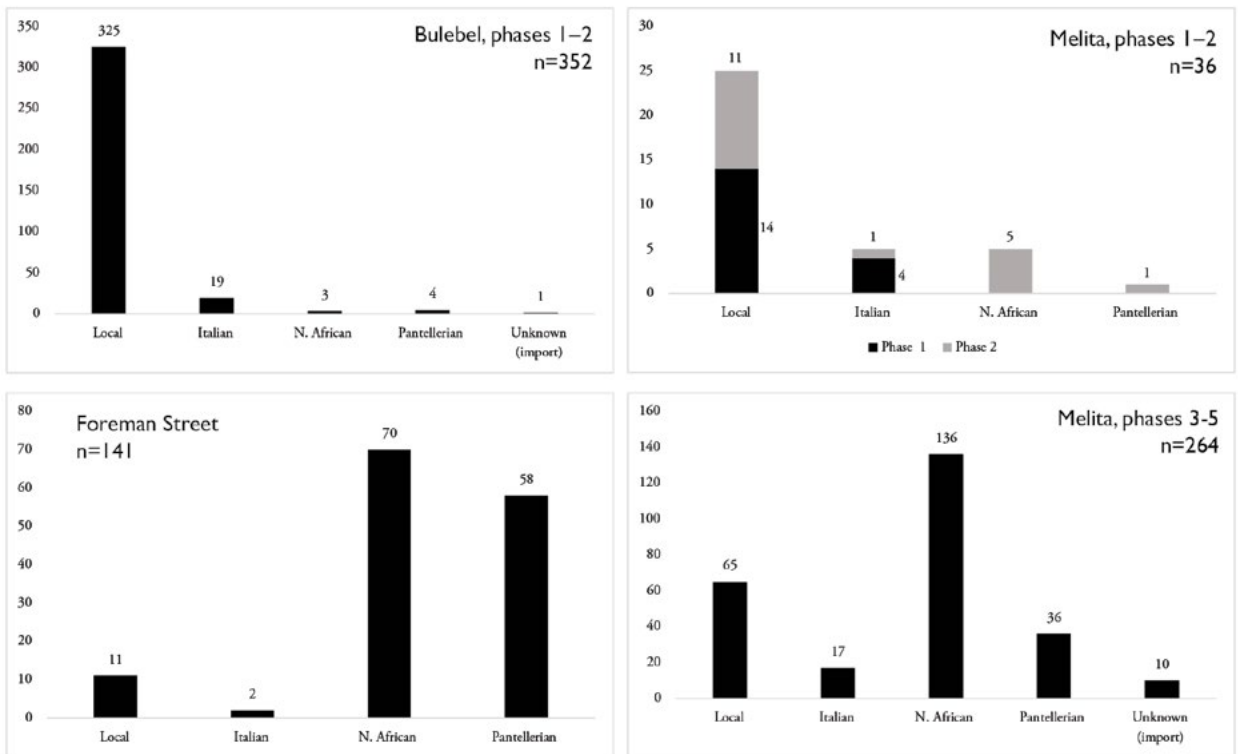 Bulebel, phases 1–2
n=352
350
300
250
200
150
100
50
0
325
19
3
4
1
Local
Italian
N. African
Pantellerian
Unknown
(import)
Melita, phases 1–2
n=36
30
25
20
15
10
5
0
11
14
1
4
5
1
Local
Italian
N. African
Pantellerian
Phase 1
Phase 2
Foreman Street
n=141
80
70
60
50
40
30
20
10
0
11
2
70
58
Local
Italian
N. African
Pantellerian
Melita, phases 3-5
n=264
160
140
120
100
80
60
40
20
0
65
17
136
36
10
Local
Italian
N. African
Pantellerian
Unknown
(import)